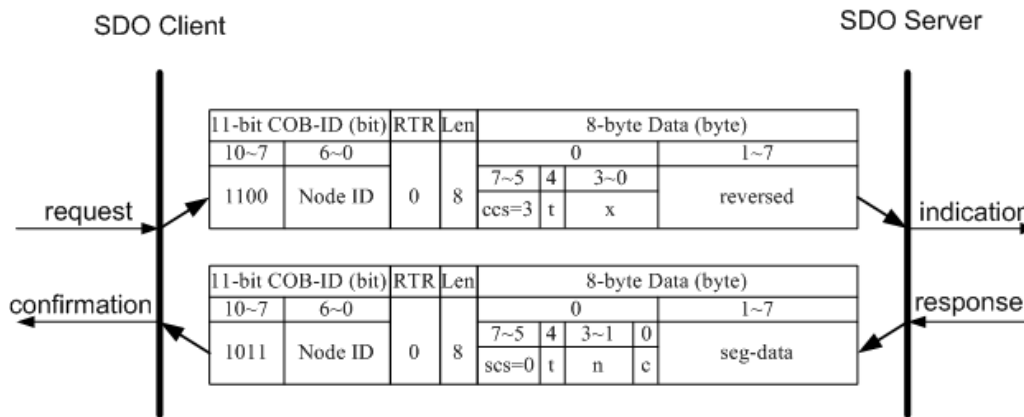 SDO Client
SDO Server
11-bit COB-ID (bit) RTR Len 8-byte Data (byte)
10~7 6~0 0 1~7
7~5 4 3~0
1100 Node ID 0 8 reversed
ccs=3 t x
request
indication
11-bit COB-ID (bit) RTR Len 8-byte Data (byte)
confirmation
response
10~7 6~0 0 1~7
7~5 4 3~1 0
1011 Node ID 0 8 seg-data
scs=0 t n c